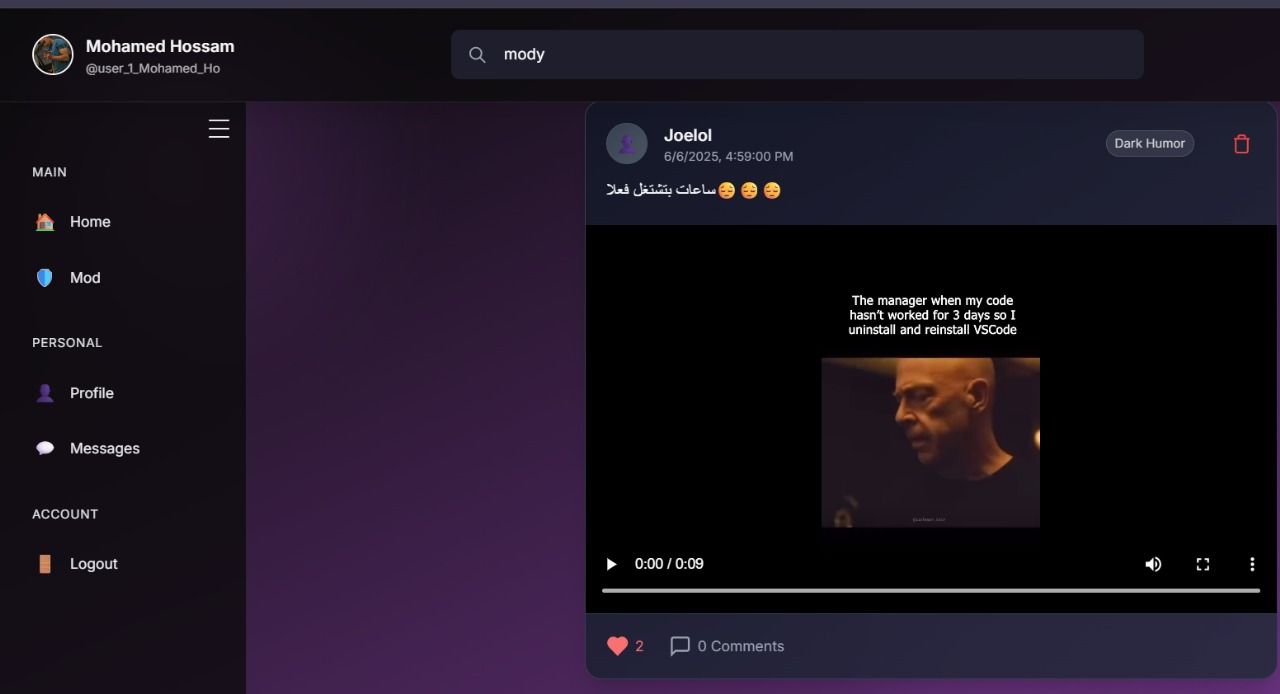 Mohamed Hossam
@user_1_Mohamed_Ho
mody
MAIN
Home
Mod
PERSONAL
Profile
Messages
ACCOUNT
Logout
Joelol
6/6/2025, 4:59:00 PM
Dark Humor
ساعات بتشتغل فعلا😔 😔 😔
The manager when my code
hasn't worked for 3 days so I
uninstall and reinstall VSCode
0:00 / 0:09
2
0 Comments